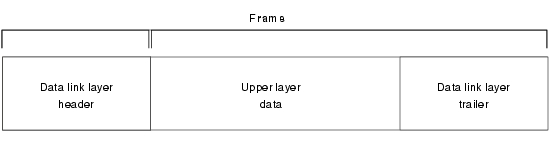 Frame
Data link layer
header
Upper layer
data
Data link layer
trailer